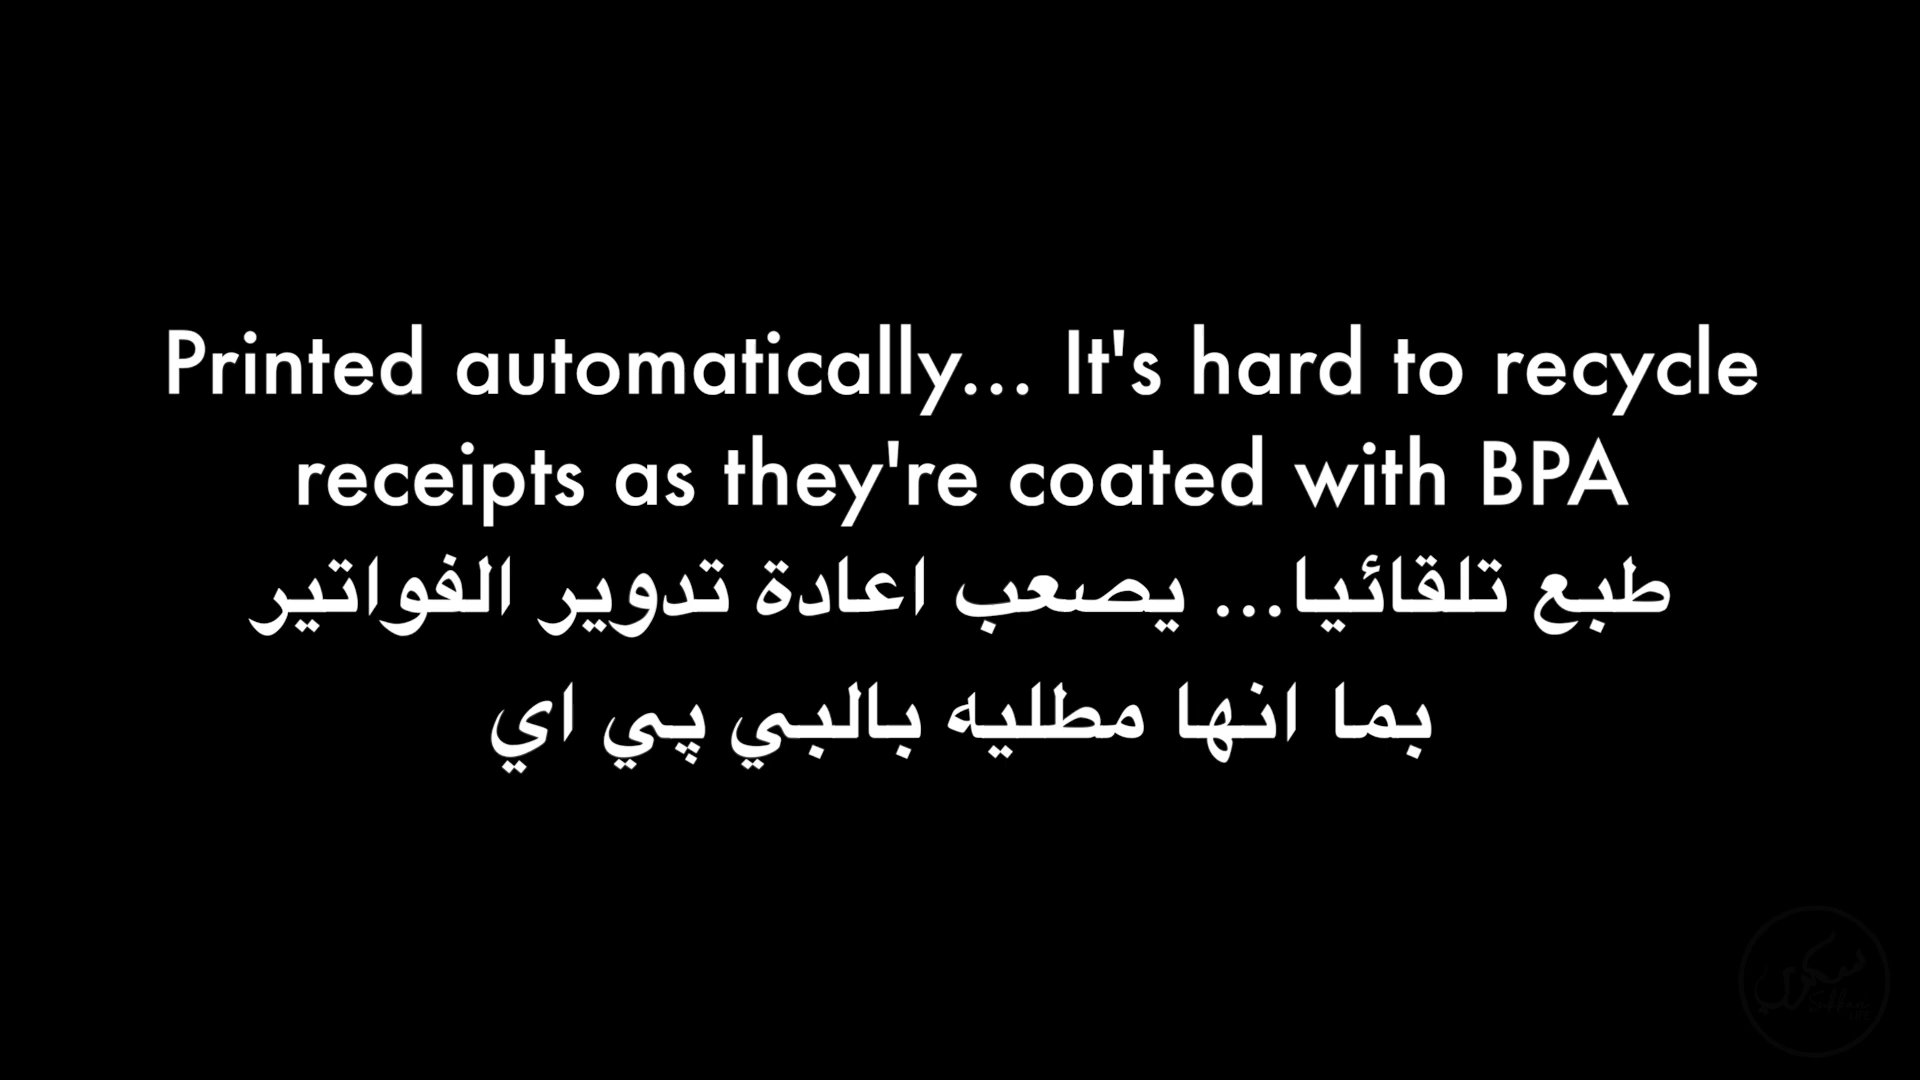 Printed automatically... It's hard to recycle
receipts as they're coated with BPA
طبع تلقائيا... يصعب اعادة تدوير الفواتير
بما انها مطليه بالبي پي اي